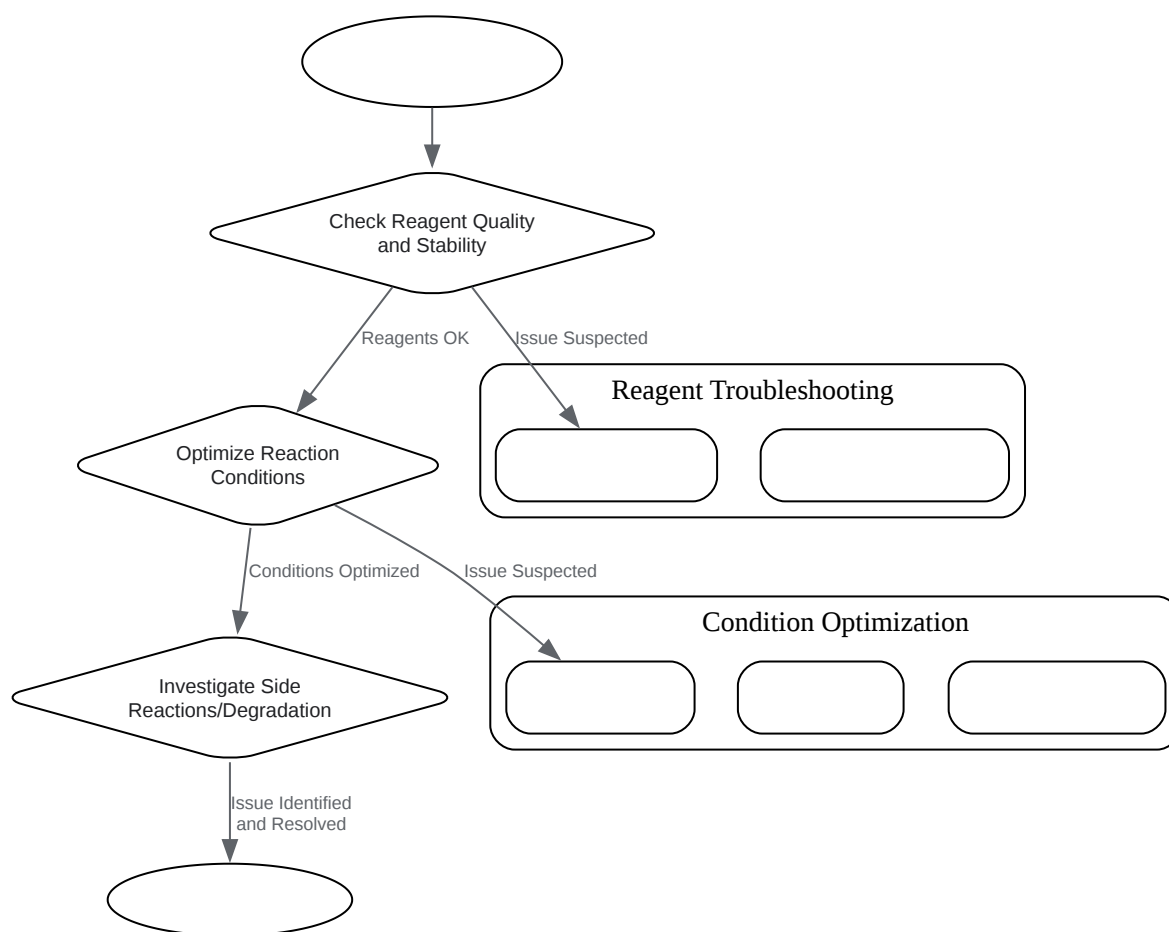 Check Reagent Quality
and Stability
Reagents OK
Issue Suspected
Reagent Troubleshooting
Optimize Reaction
Conditions
Conditions Optimized
Issue Suspected
Condition Optimization
Investigate Side
Reactions/Degradation
Issue Identified
and Resolved